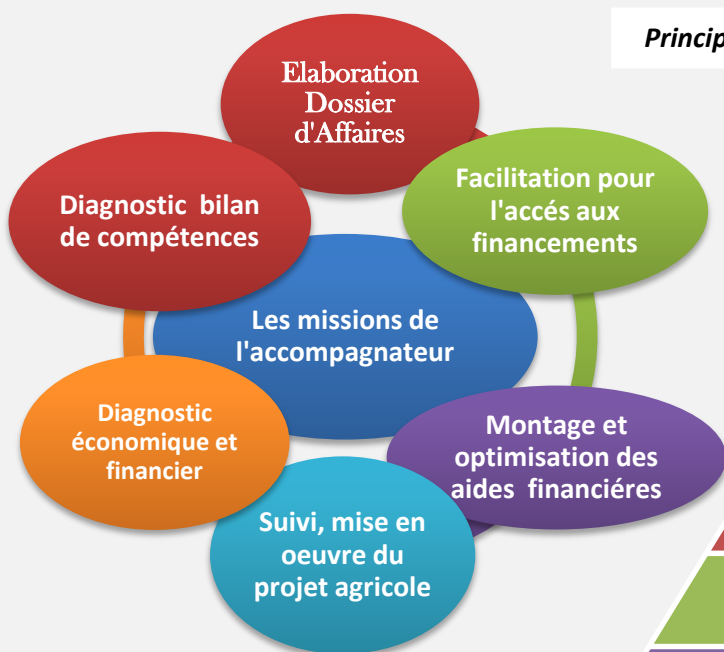 Princip
Elaboration
Dossier
d'Affaires
Facilitation pour
l'accés aux
financements
Diagnostic bilan
de compétences
Les missions de
l'accompagnateur
Diagnostic
économique et
financier
Montage et
optimisation des
aides financiéres
Suivi, mise en
oeuvre du
projet agricole